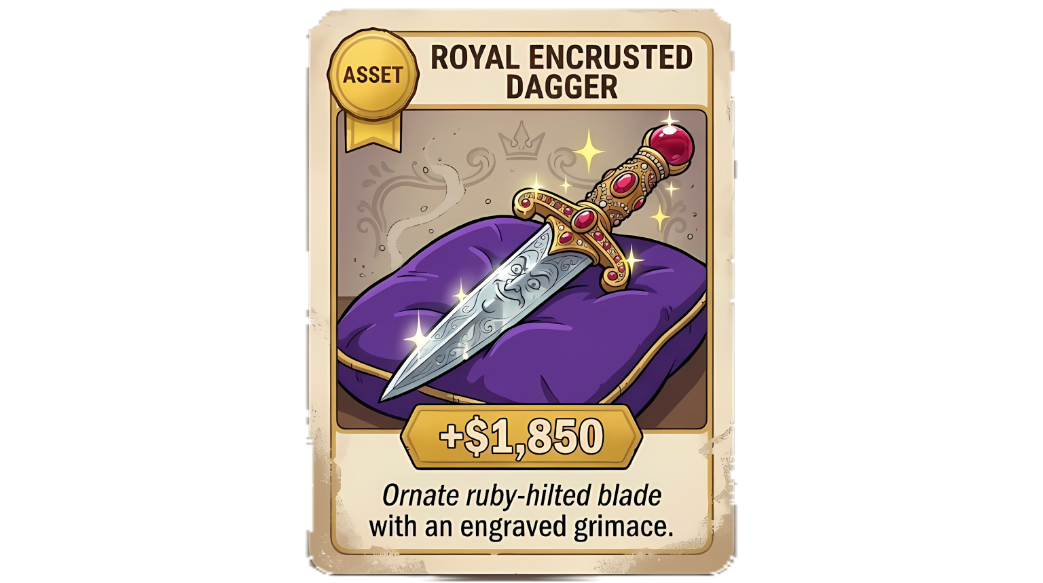 ASSET
ROYAL ENCRUSTED
DAGGER
+$1,850
Ornate ruby-hilted blade
with an engraved grimace.